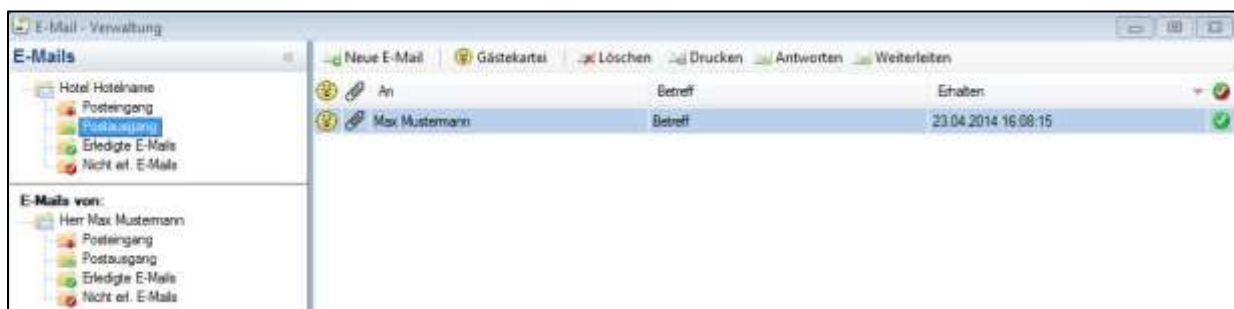 E-Mail - Verwaltung
E-Mails
Hotel Hotelname
Posteingang
Postausgang
Erledigte E-Mails
Nicht erl. E-Mails
E-Mails von:
Herr Max Mustermann
Posteingang
Postausgang
Erledigte E-Mails
Nicht erl. E-Mails
Neue E-Mail Gästekartei Löschen Drucken Antworten Weiterleiten
An Betreff Erhalten
Max Mustermann Betreff 23.04.2014 16:08:15